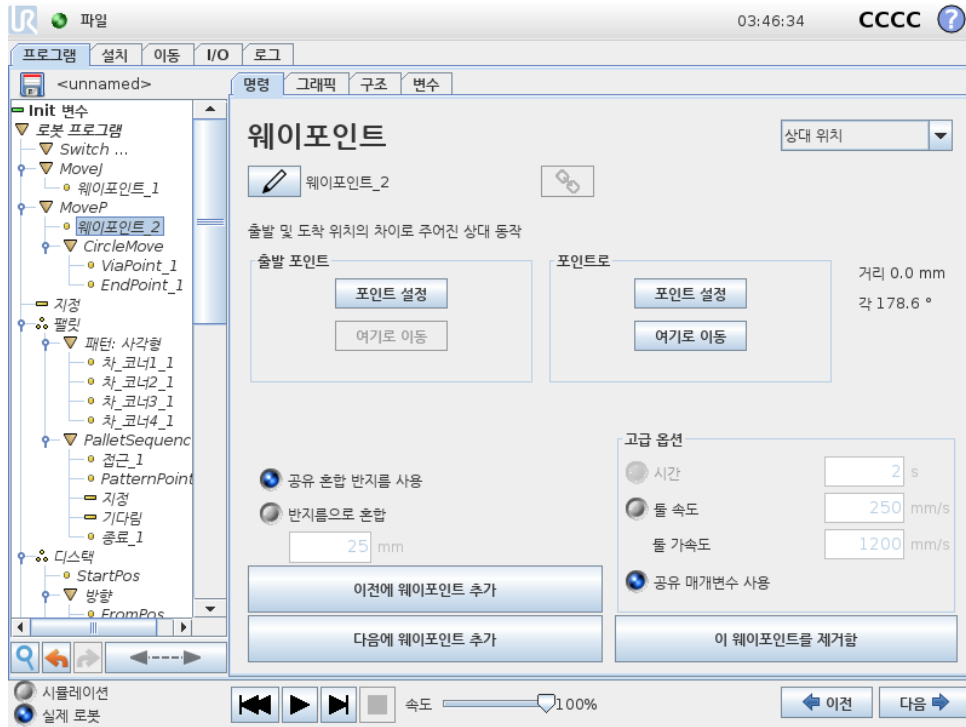 UR 파일 03:46:34 CCCC ?
프로그램 설치 이동 I/O 로그
<unnamed>
명령 그래픽 구조 변수
Init 변수
로봇 프로그램
Switch ...
MoveJ
웨이포인트_1
MoveP
웨이포인트_2
CircleMove
ViaPoint_1
EndPoint_1
지정
팰릿
패턴: 사각형
차_코너1_1
차_코너2_1
차_코너3_1
차_코너4_1
PalletSequenc
접근_1
PatternPoint
지정
기다림
종료_1
디스택
StartPos
방향
FromPos
웨이포인트
상대 위치
웨이포인트_2
출발 및 도착 위치의 차이로 주어진 상대 동작
출발 포인트
포인트 설정
여기로 이동
포인트로
포인트 설정
여기로 이동
거리 0.0 mm
각 178.6 °
공유 혼합 반지름 사용
반지름으로 혼합
25 mm
고급 옵션
시간 2 s
툴 속도 250 mm/s
툴 가속도 1200 mm/s
공유 매개변수 사용
이전에 웨이포인트 추가
다음에 웨이포인트 추가
이 웨이포인트를 제거함
시뮬레이션
실제 로봇
속도 100%
이전
다음